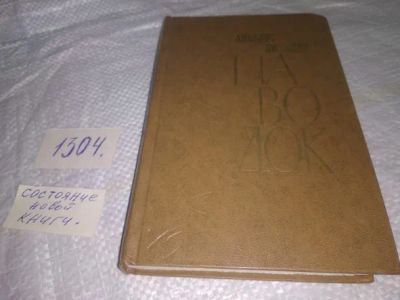 ПА
ВО
ДОК
1304.
состояние
новой
книги.